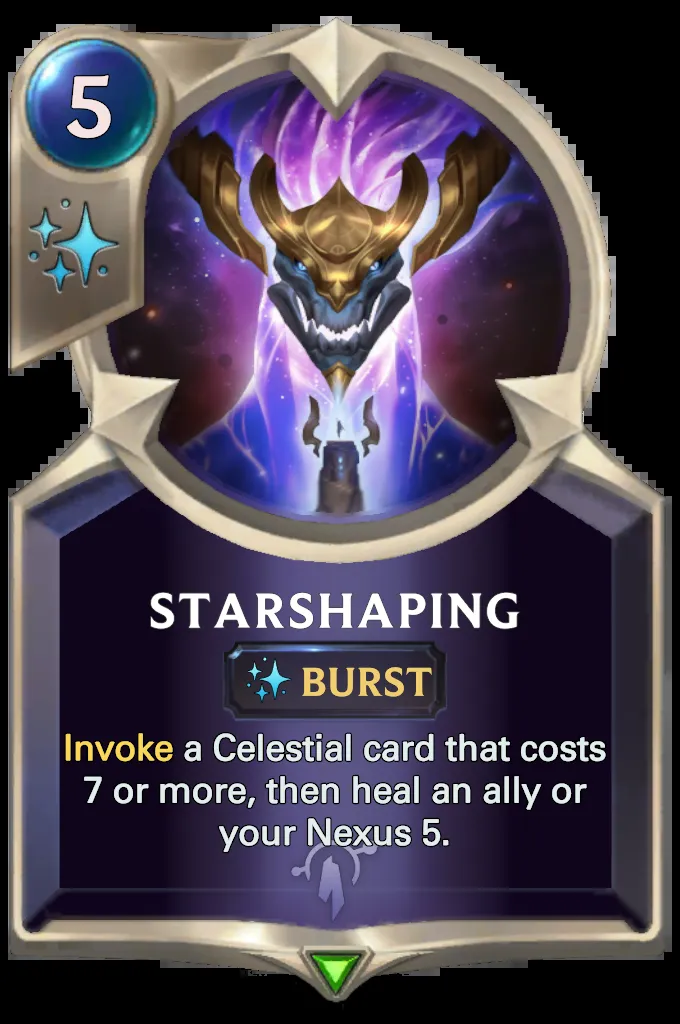 5
STARSHAPING
BURST
Invoke a Celestial card that costs
7 or more, then heal an ally or
your Nexus 5.